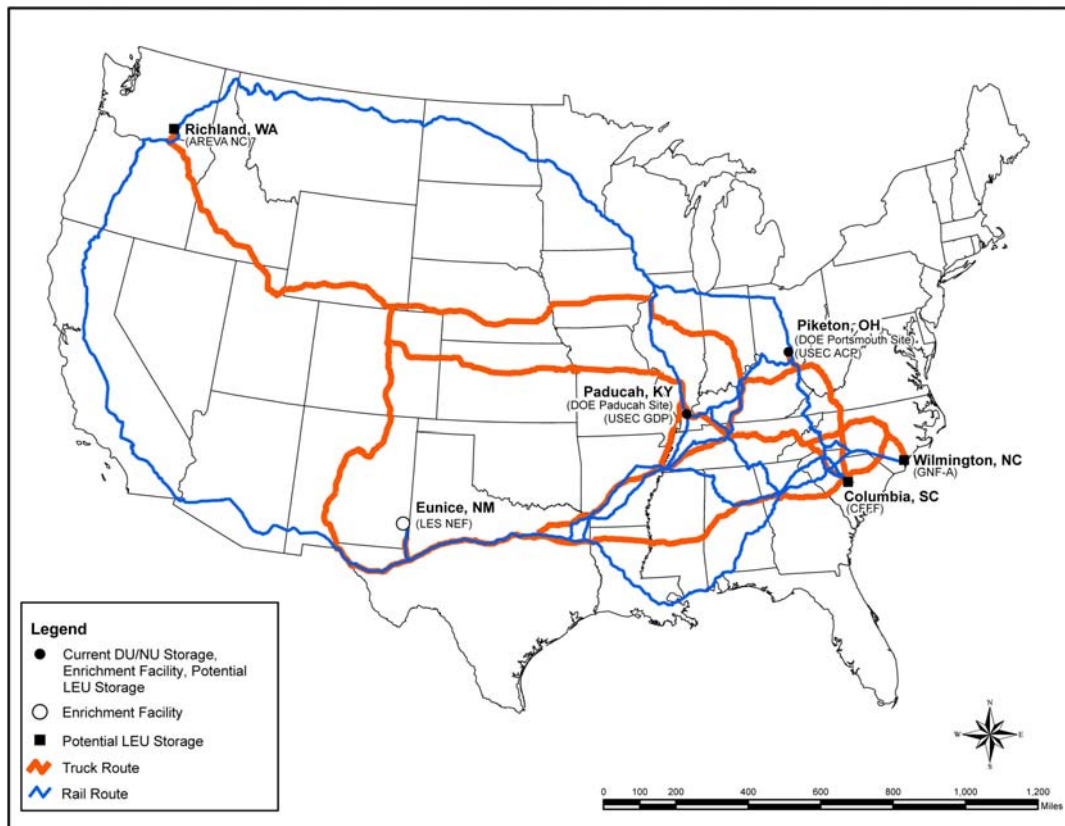 Richland, WA
(AREVA NC)
Piketon, OH
(DOE Portsmouth Site)
(USEC ACP)
Paducah, KY
(DOE Paducah Site)
(USEC GDP)
Wilmington, NC
(GNF-A)
Columbia, SC
(CFFF)
Eunice, NM
(LES NEF)
Legend
Current DU/NU Storage,
Enrichment Facility, Potential
LEU Storage
Enrichment Facility
Potential LEU Storage
Truck Route
Rail Route
N
W
E
S
0 100 200 400 600 800 1,000 1,200
Miles